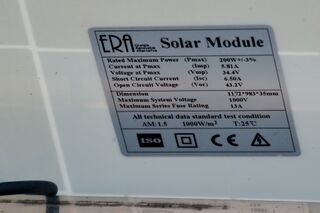 ERA Solar Module
Energía
Renovable
Alternativa
Rated Maximum Power (Pmax) 200W+/-3%
Current at Pmax (Imp) 5.81A
Voltage at Pmax (Vmp) 34.4V
Short Circuit Current (Isc) 6.50A
Open Circuit Voltage (Voc) 43.2V
Dimension 1172*983*35mm
Maximum System Voltage 1000V
Maximum Series Fuse Rating 13A
All technical data standard test condition
AM:1.5 1000W/m² T:25℃
ISO CE